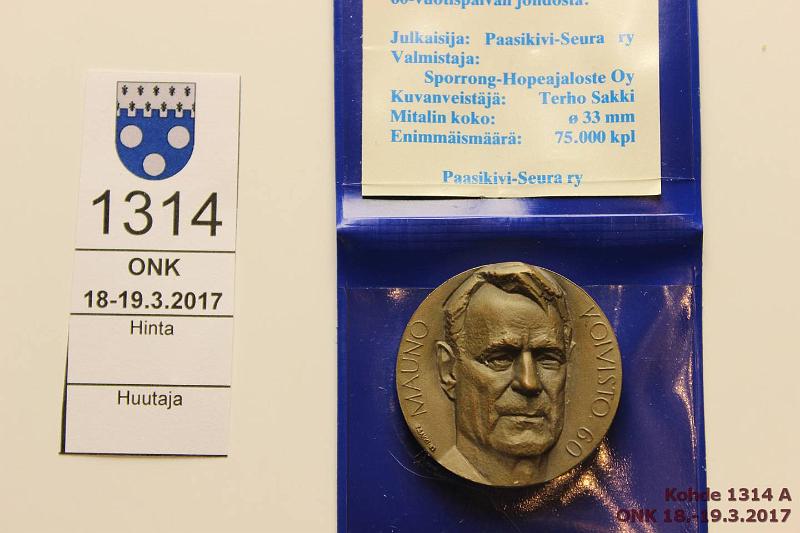 60-vuotispäivän johdosta.
Julkaisija: Paasikivi-Seura ry
Valmistaja:
Sporrong-Hopeajaloste Oy
Kuvanveistäjä: Terho Sakki
Mitalin koko: ø 33 mm
Enimmäismäärä: 75.000 kpl
Paasikivi-Seura ry
1314
ONK
18-19.3.2017
Hinta
Huutaja
MAUNO KOIVISTO 60
Kohde 1314 A
ONK 18.-19.3.2017